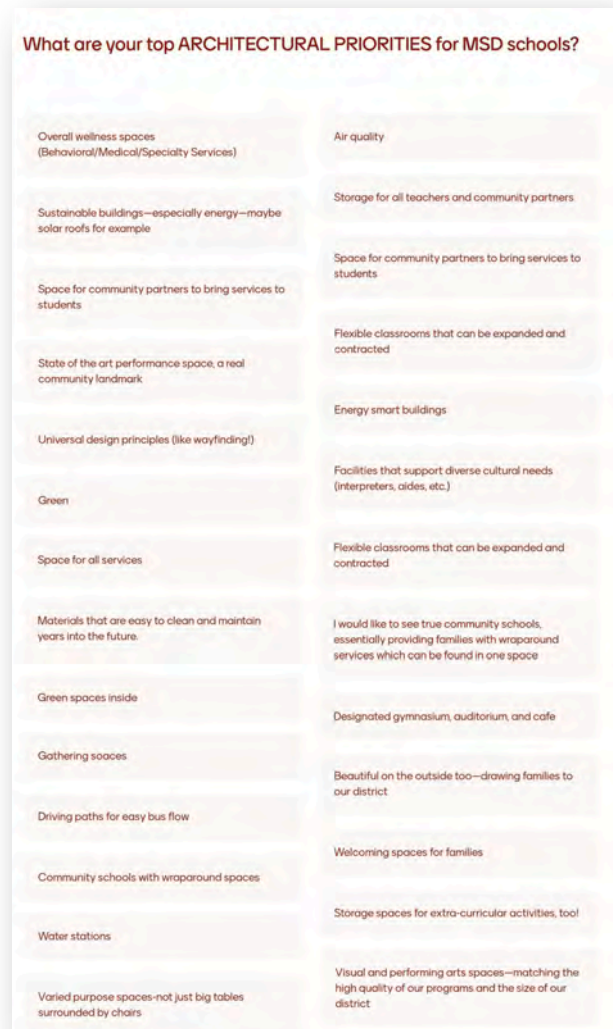 What are your top ARCHITECTURAL PRIORITIES for MSD schools?
Overall wellness spaces
(Behavioral/Medical/Specialty Services)
Sustainable buildings—especially energy—maybe
solar roofs for example
Space for community partners to bring services to
students
State of the art performance space, a real
community landmark
Universal design principles (like wayfinding!)
Green
Space for all services
Materials that are easy to clean and maintain
years into the future.
Green spaces inside
Gathering soaces
Driving paths for easy bus flow
Community schools with wraparound spaces
Water stations
Varied purpose spaces-not just big tables
surrounded by chairs
Air quality
Storage for all teachers and community partners
Space for community partners to bring services to
students
Flexible classrooms that can be expanded and
contracted
Energy smart buildings
Facilities that support diverse cultural needs
(interpreters, aides, etc.)
Flexible classrooms that can be expanded and
contracted
I would like to see true community schools,
essentially providing families with wraparound
services which can be found in one space
Designated gymnasium, auditorium, and cafe
Beautiful on the outside too—drawing families to
our district
Welcoming spaces for families
Storage spaces for extra-curricular activities, too!
Visual and performing arts spaces—matching the
high quality of our programs and the size of our
district